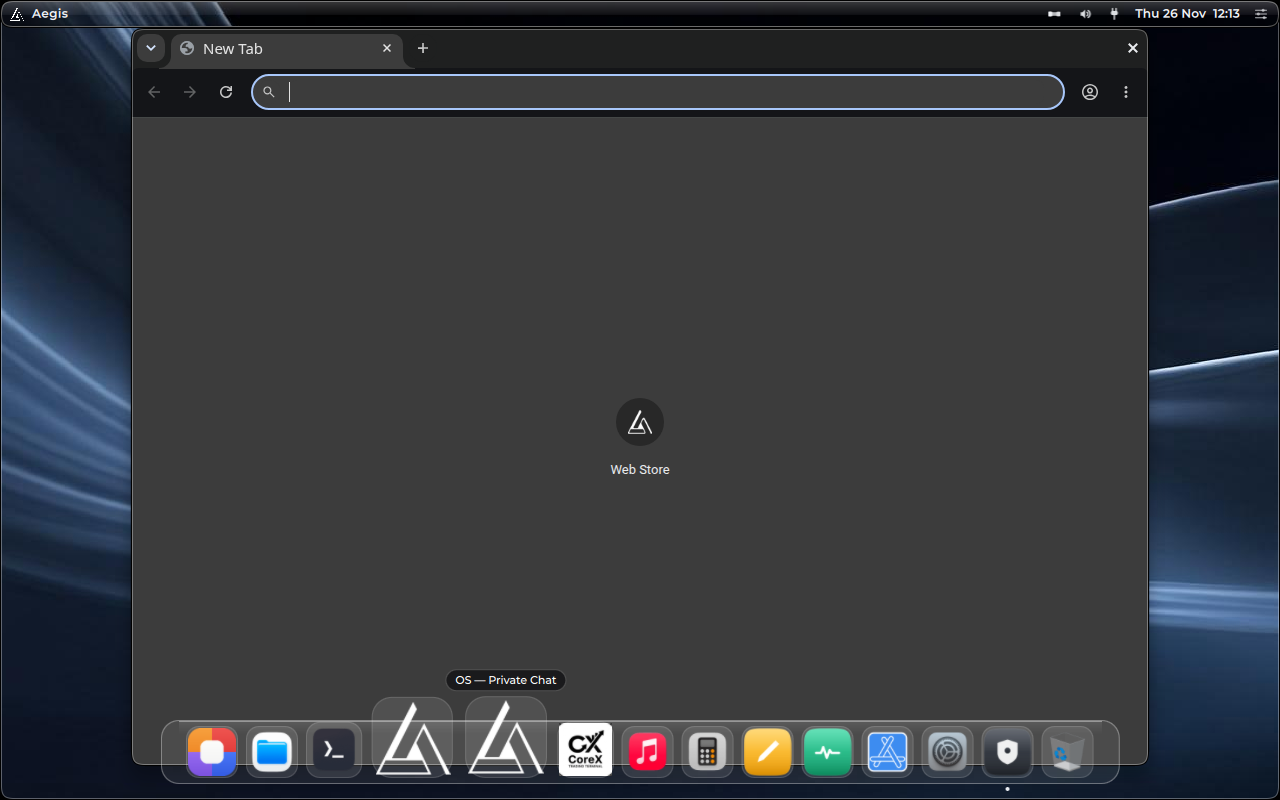 Aegis
Thu 26 Nov 12:13
New Tab
Web Store
OS — Private Chat
CX
CoreX